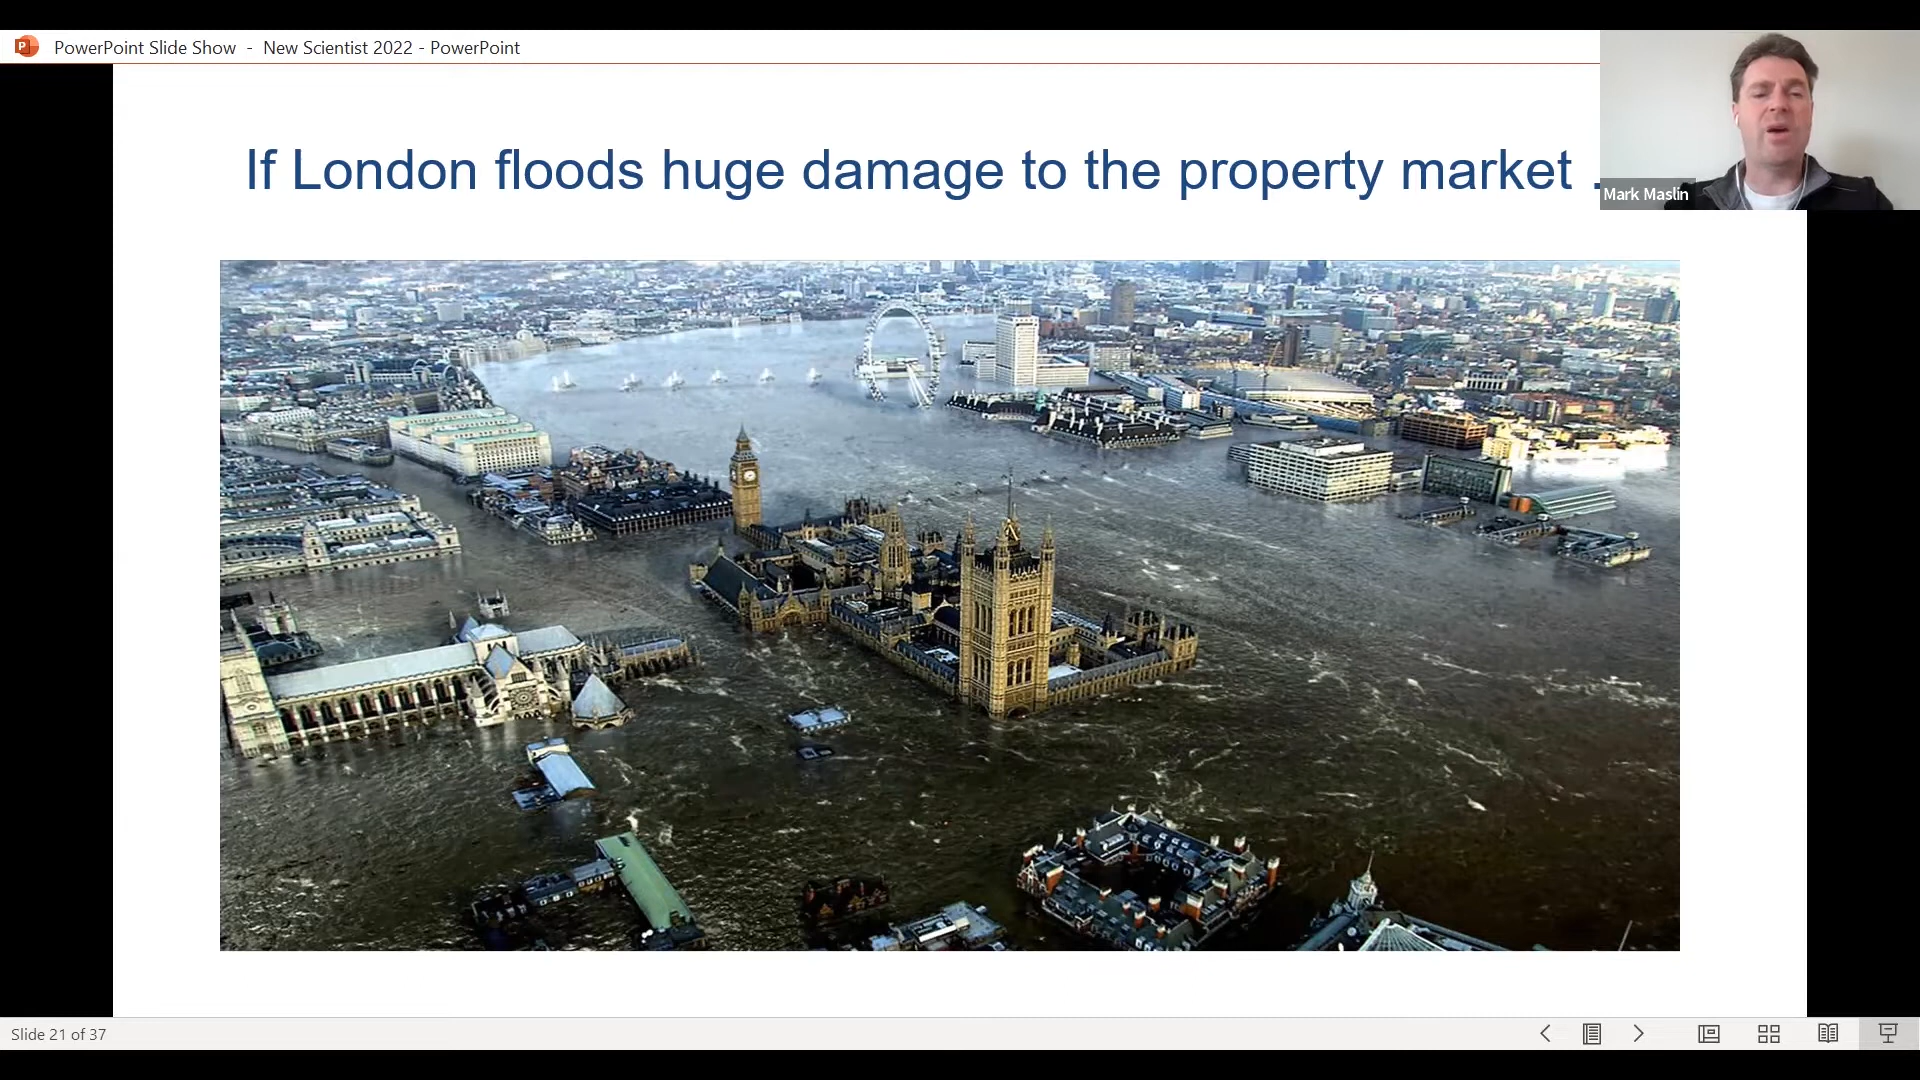 PowerPoint Slide Show - New Scientist 2022 - PowerPoint
If London floods huge damage to the property market .
Mark Maslin
Slide 21 of 37